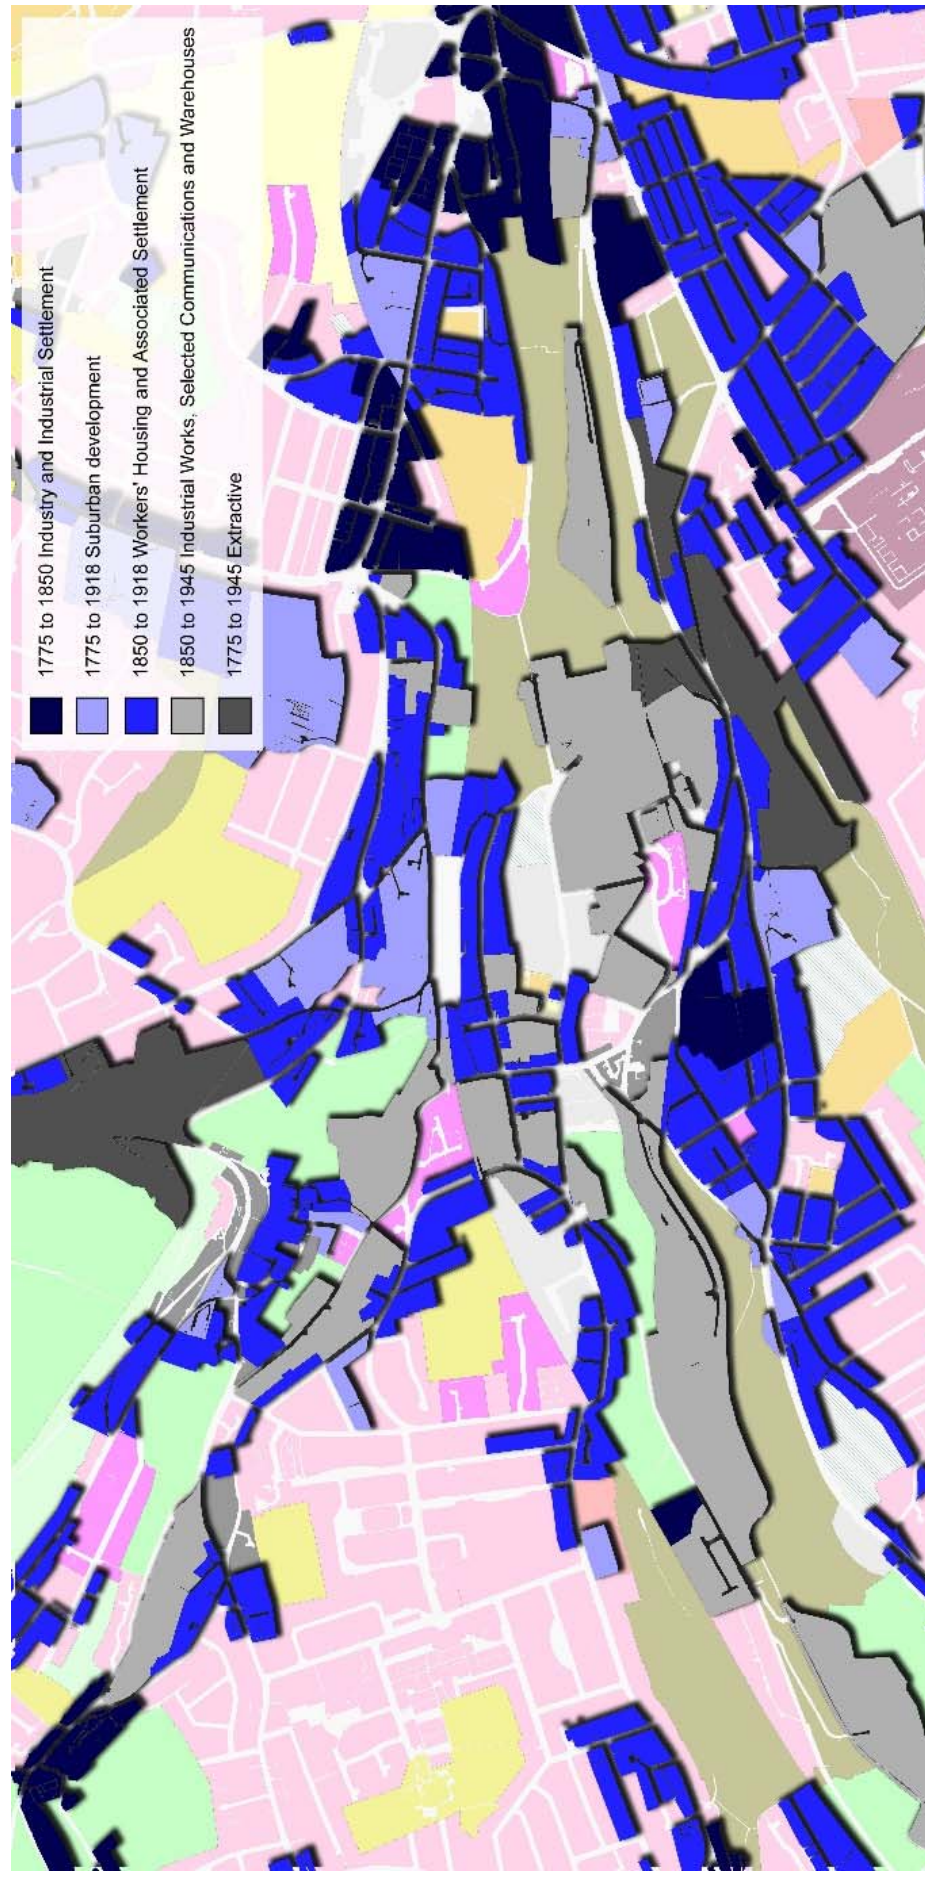 1775 to 1850 Industry and Industrial Settlement
1775 to 1918 Suburban development
1850 to 1918 Workers' Housing and Associated Settlement
1850 to 1945 Industrial Works, Selected Communications and Warehouses
1775 to 1945 Extractive